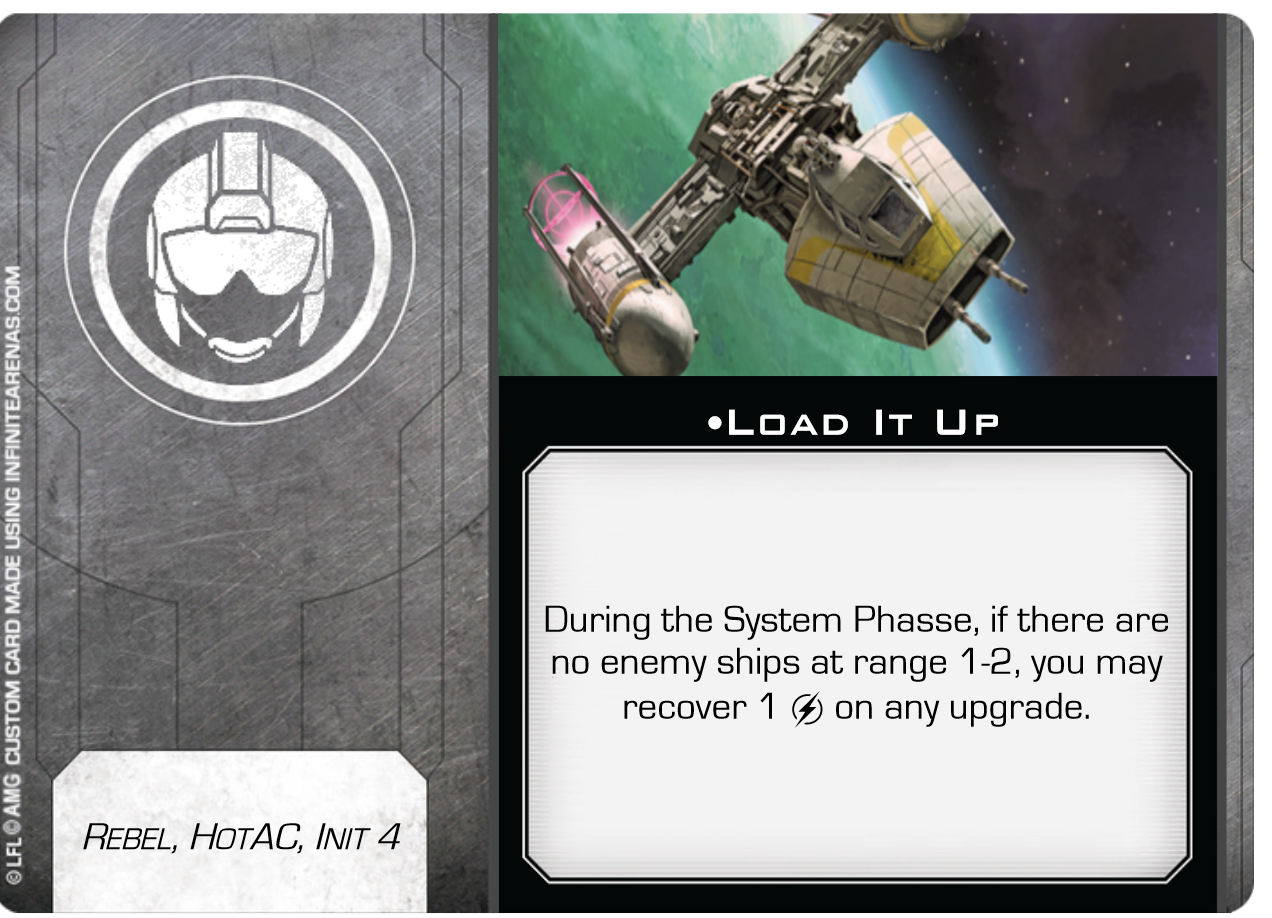 •Load It Up
During the System Phasse, if there are
no enemy ships at range 1-2, you may
recover 1 on any upgrade.
Rebel, HotAC, Init 4
© LFL © AMG CUSTOM CARD MADE USING INFINITEARENAS.COM